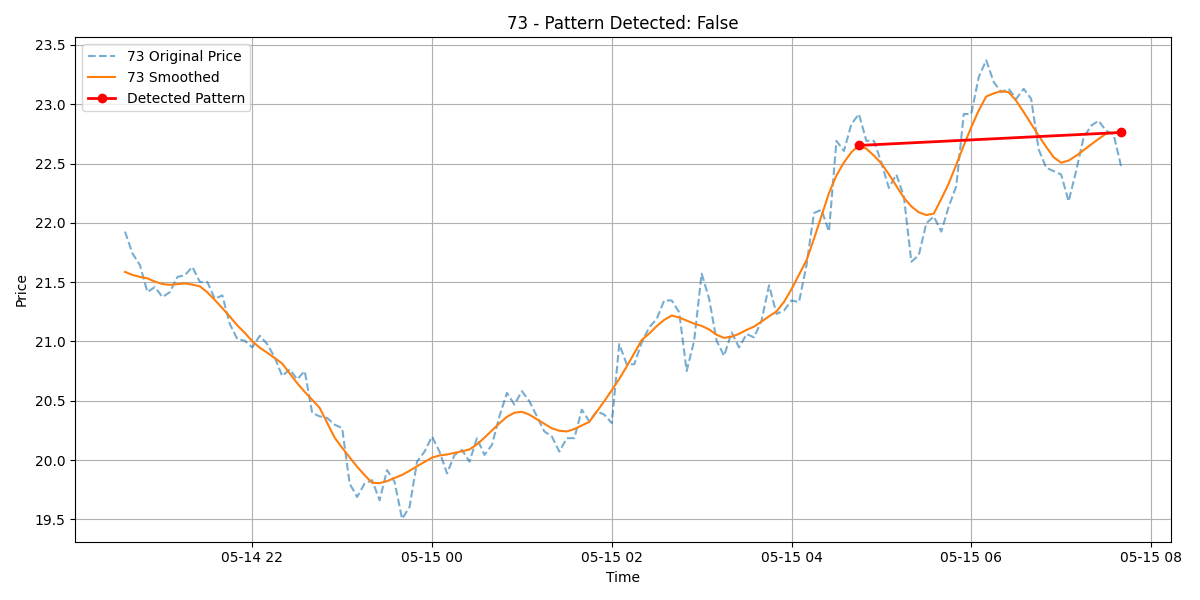 73 - Pattern Detected: False
73 Original Price
73 Smoothed
Detected Pattern
Price
23.5
23.0
22.5
22.0
21.5
21.0
20.5
20.0
19.5
05-14 22
05-15 00
05-15 02
05-15 04
05-15 06
05-15 08
Time